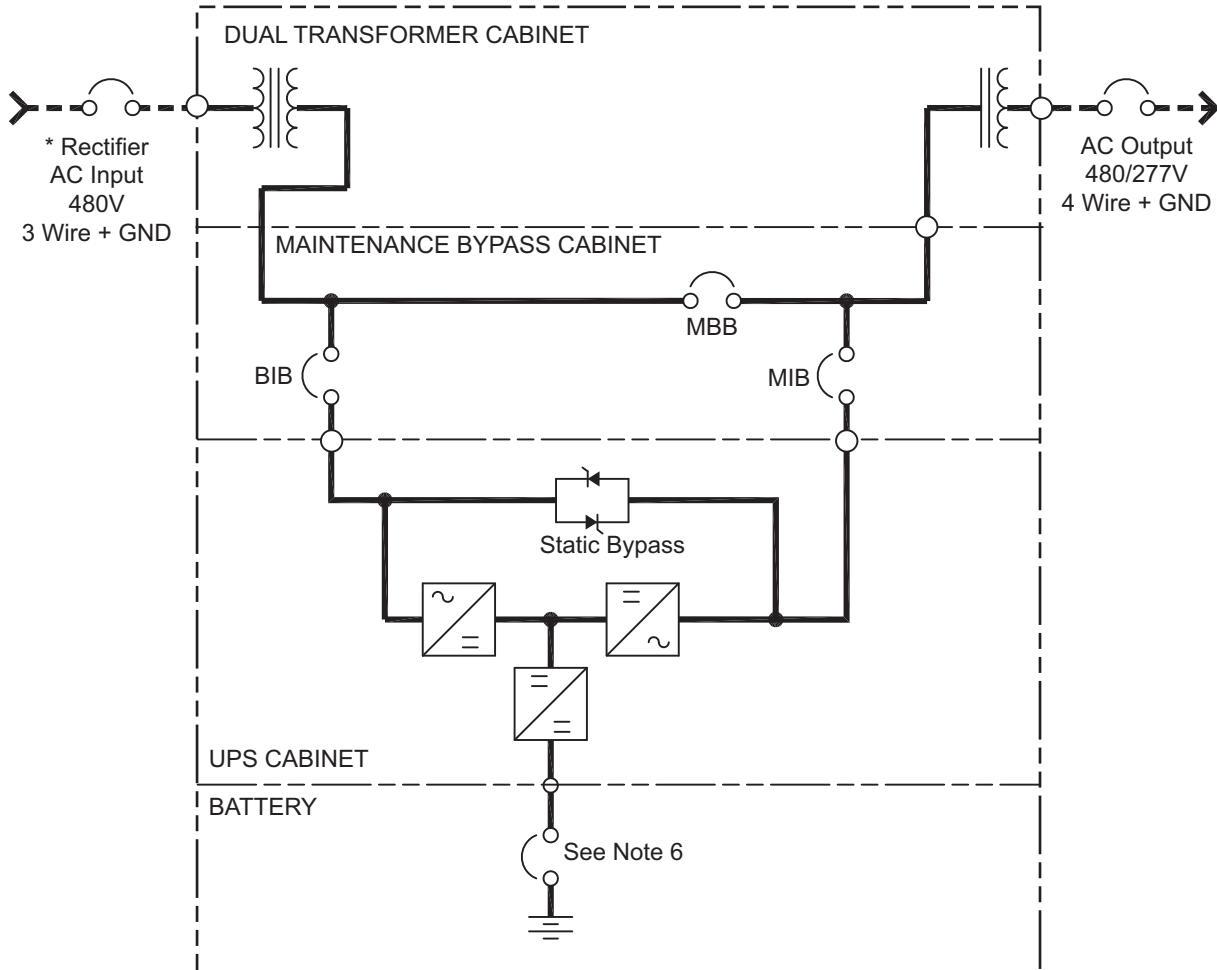 DUAL TRANSFORMER CABINET
* Rectifier
AC Input
480V
3 Wire + GND
AC Output
480/277V
4 Wire + GND
MAINTENANCE BYPASS CABINET
MBB
BIB
MIB
Static Bypass
UPS CABINET
BATTERY
See Note 6